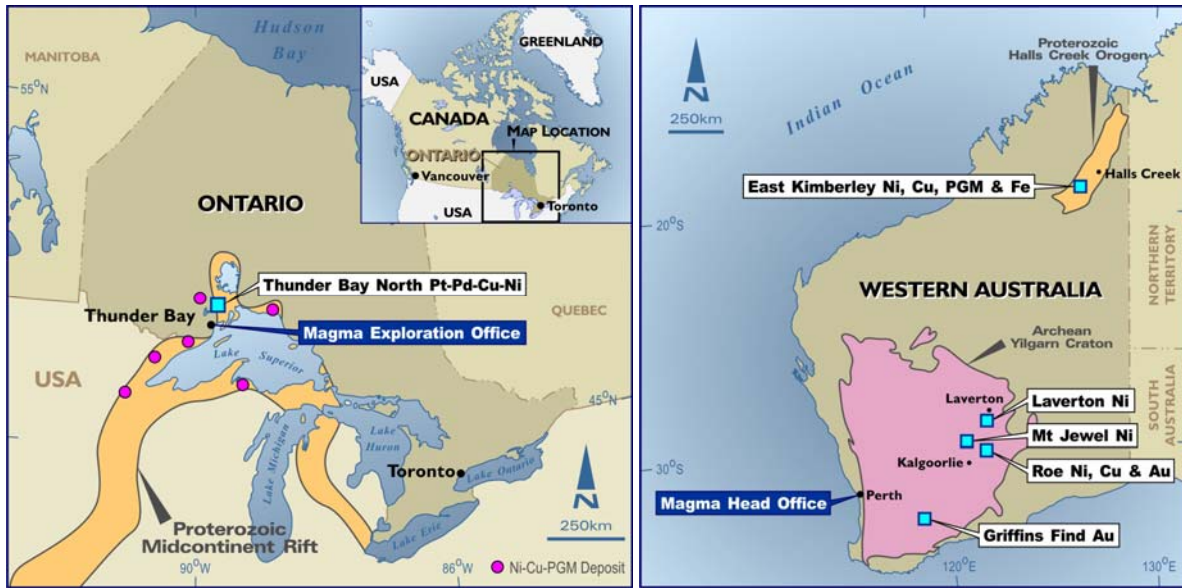 Hudson
Bay
MANITOBA
55°N
GREENLAND
USA
CANADA
MAP LOCATION
ONTARIO
Vancouver
USA
Toronto
ONTARIO
Thunder Bay North Pt-Pd-Cu-Ni
Thunder Bay
Magma Exploration Office
QUEBEC
USA
Lake Superior
45°N
Lake Michigan
Lake
Huron
Toronto
Lake Ontario
Lake Erie
N
250km
Proterozoic
Midcontinent Rift
90°W
86°W
Ni-Cu-PGM Deposit
N
250km
Indian Ocean
Proterozoic
Halls Creek Orogen
Halls Creek
East Kimberley Ni, Cu, PGM & Fe
20°S
NORTHERN
TERRITORY
WESTERN AUSTRALIA
Archean
Yilgarn Craton
SOUTH
AUSTRALIA
Laverton
Laverton Ni
Mt Jewel Ni
Kalgoorlie
Roe Ni, Cu & Au
30°S
Magma Head Office
Perth
Griffins Find Au
120°E
130°E